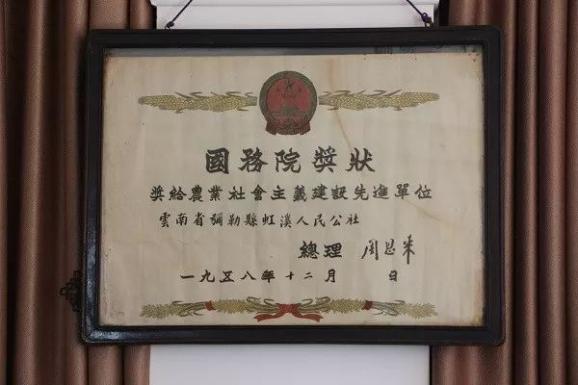 國務院獎狀
獎給農業社會主義建設先進單位
雲南省彌勒縣虹溪人民公社
總理 周恩來
一九五八年十二月 日